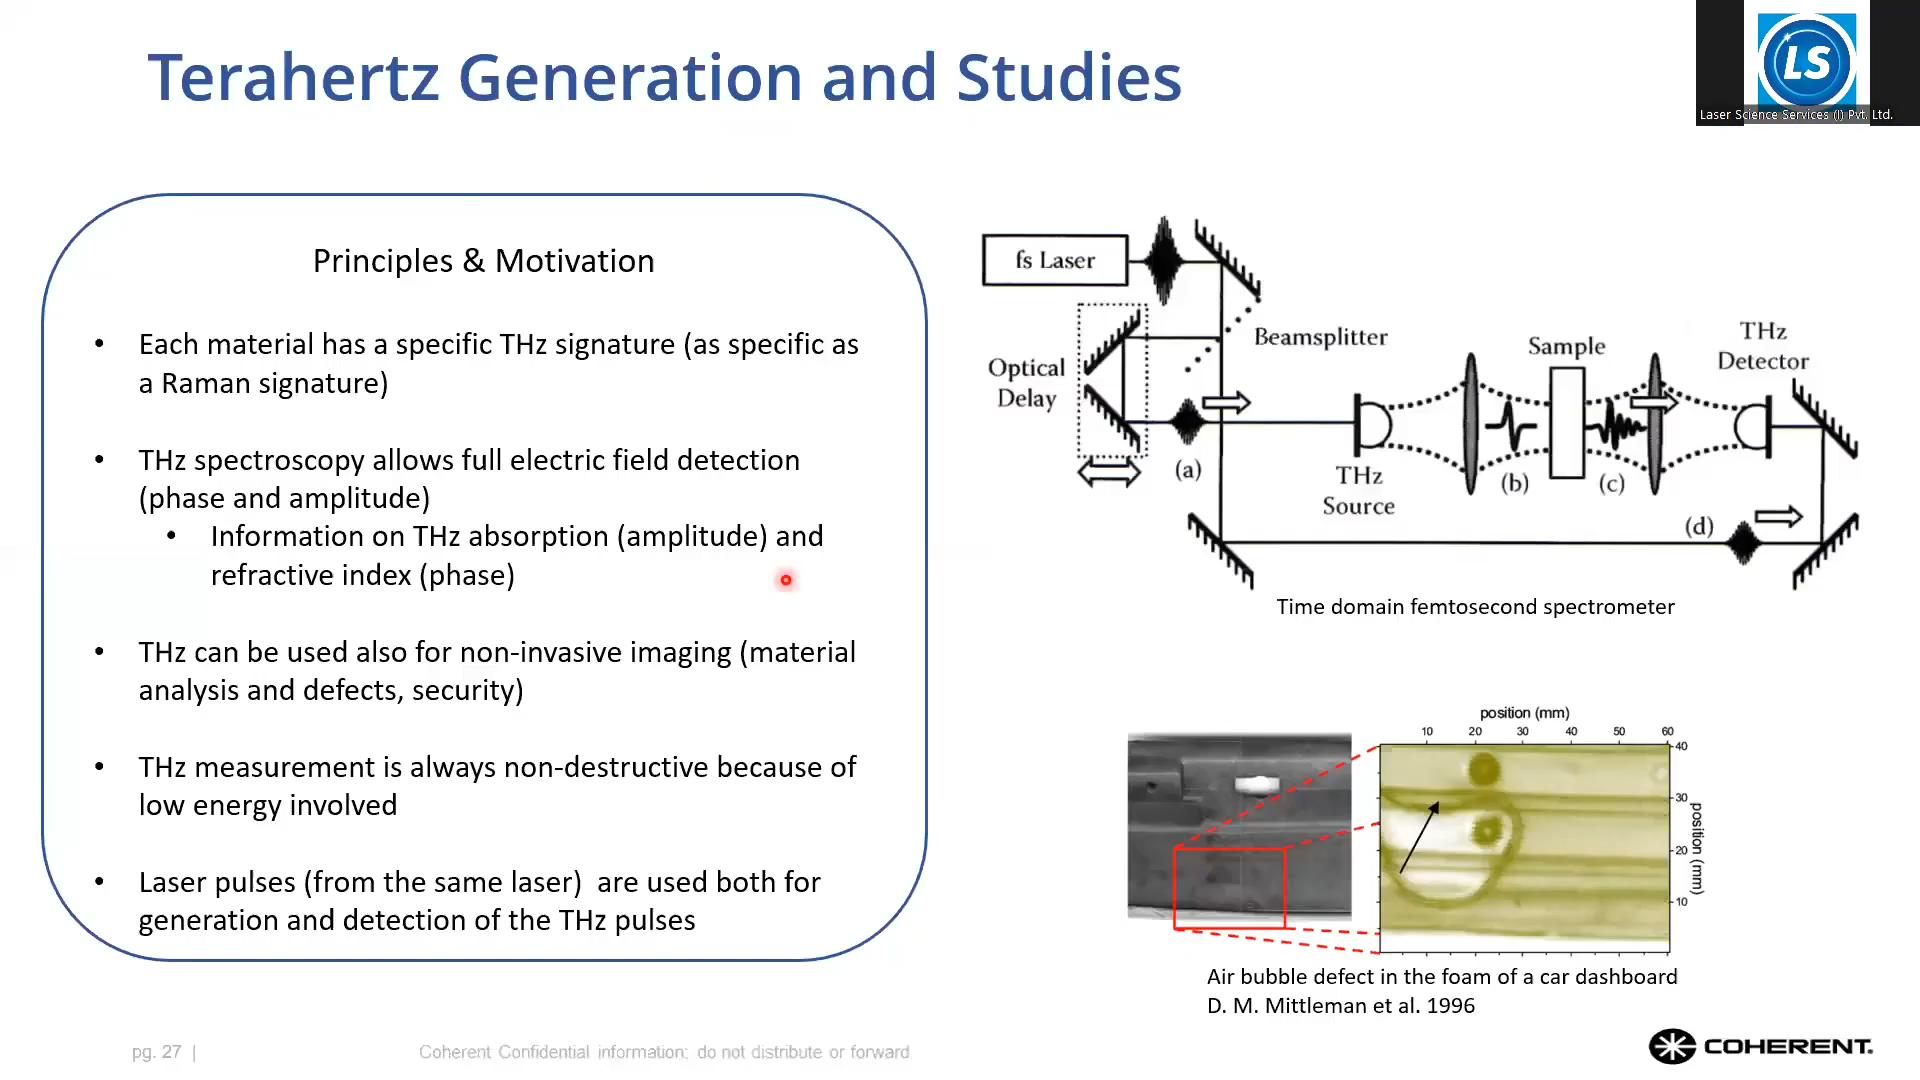 Terahertz Generation and Studies
LS
Laser Science Services (I) Pvt. Ltd.
Principles & Motivation
• Each material has a specific THz signature (as specific as
a Raman signature)
• THz spectroscopy allows full electric field detection
(phase and amplitude)
• Information on THz absorption (amplitude) and
refractive index (phase)
• THz can be used also for non-invasive imaging (material
analysis and defects, security)
• THz measurement is always non-destructive because of
low energy involved
• Laser pulses (from the same laser)  are used both for
generation and detection of the THz pulses
fs Laser
Beamsplitter
Optical
Delay
(a)
THz
Source
(b)
Sample
(c)
THz
Detector
(d)
Time domain femtosecond spectrometer
position (mm)
10 20 30 40 50 60
40
30
20
10
position (mm)
Air bubble defect in the foam of a car dashboard
D. M. Mittleman et al. 1996
pg. 27 |
Coherent Confidential information; do not distribute or forward
COHERENT.